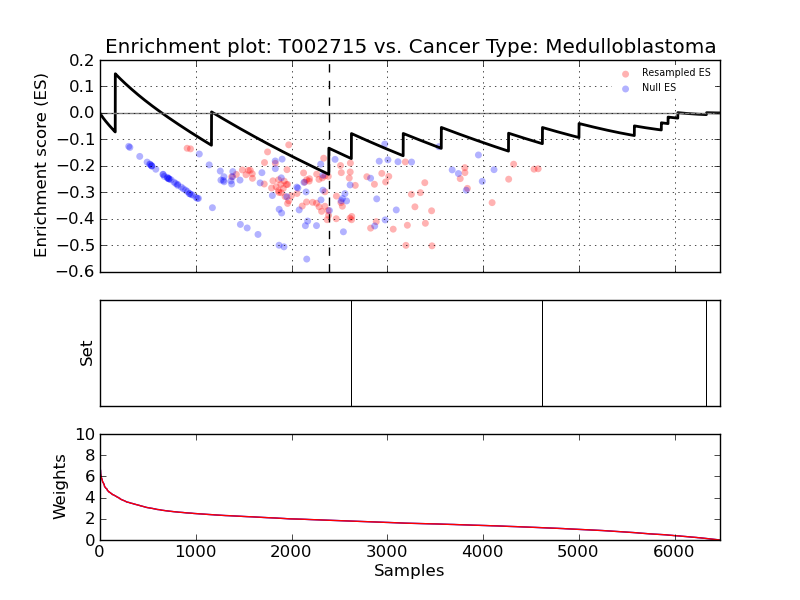 Enrichment plot: T002715 vs. Cancer Type: Medulloblastoma
Enrichment score (ES)
0.2
0.1
0.0
−0.1
−0.2
−0.3
−0.4
−0.5
−0.6
Resampled ES
Null ES
Set
Weights
10
8
6
4
2
0
0 1000 2000 3000 4000 5000 6000
Samples